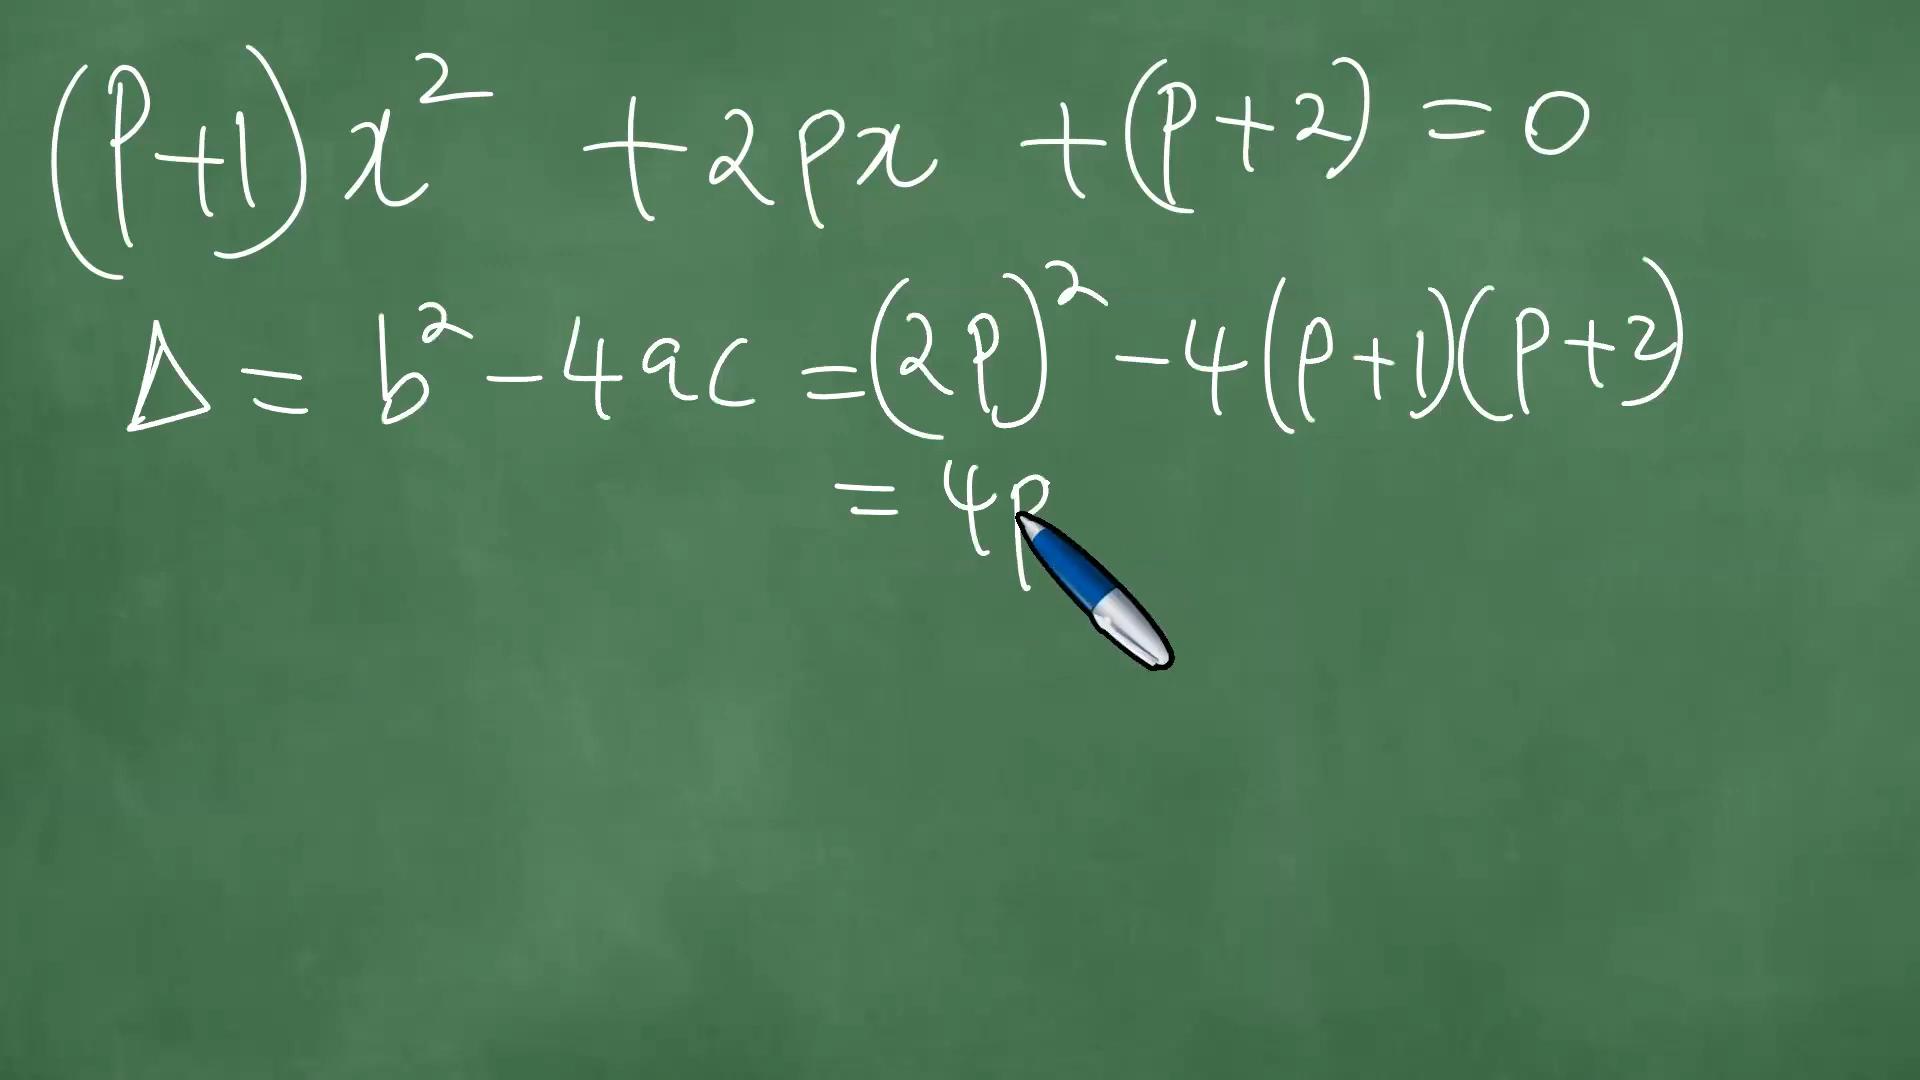 (P+1)x² +2px +(p+2) = 0
Δ = b² - 4ac = (2p)² - 4(p+1)(p+2)
= 4p